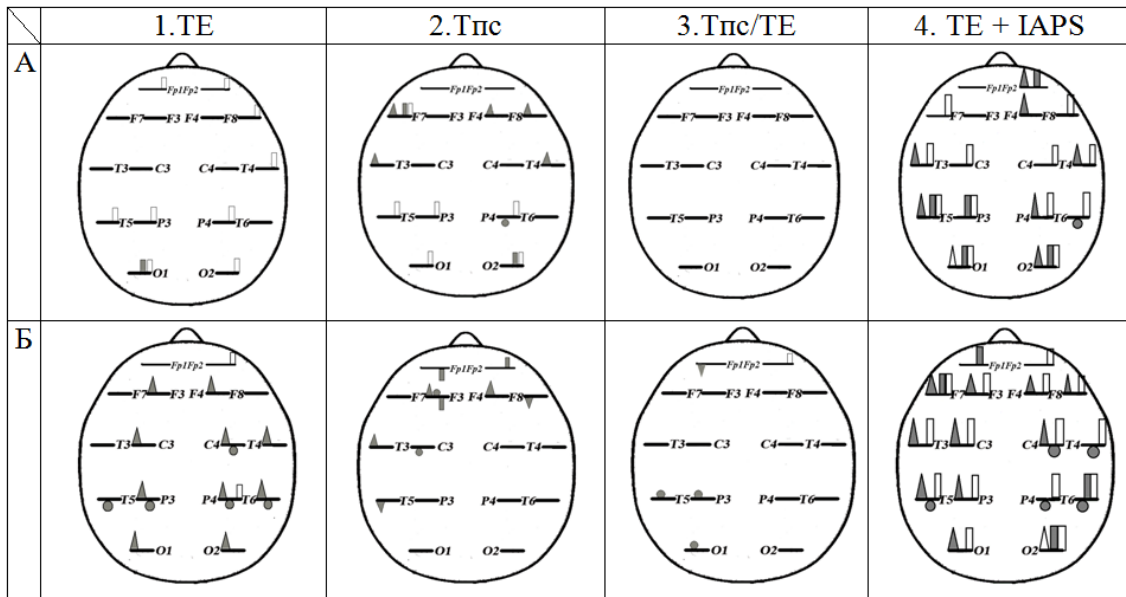 1.ТЕ 2.Тпс 3.Тпс/ТЕ 4. ТЕ + IAPS
А
Fp1Fp2 Fp1Fp2 Fp1Fp2 Fp1Fp2
F7 F3 F4 F8 F7 F3 F4 F8 F7 F3 F4 F8 F7 F3 F4 F8
T3 C3 C4 T4 T3 C3 C4 T4 T3 C3 C4 T4 T3 C3 C4 T4
T5 P3 P4 T6 T5 P3 P4 T6 T5 P3 P4 T6 T5 P3 P4 T6
O1 O2 O1 O2 O1 O2 O1 O2
Б
Fp1Fp2 Fp1Fp2 Fp1Fp2 Fp1Fp2
F7 F3 F4 F8 F7 F3 F4 F8 F7 F3 F4 F8 F7 F3 F4 F8
T3 C3 C4 T4 T3 C3 C4 T4 T3 C3 C4 T4 T3 C3 C4 T4
T5 P3 P4 T6 T5 P3 P4 T6 T5 P3 P4 T6 T5 P3 P4 T6
O1 O2 O1 O2 O1 O2 O1 O2